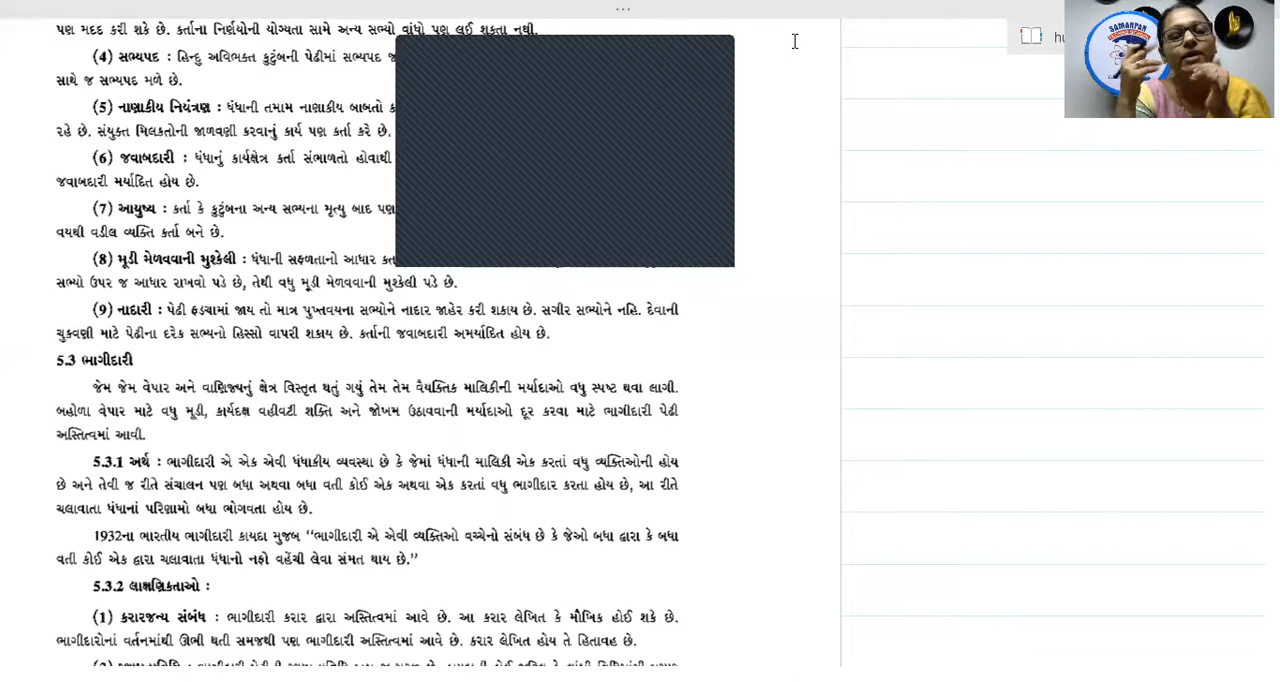 પણ મદદ કરી શકે છે. કર્તાના નિર્ણયોની યોગ્યતા સામે અન્ય સભ્યો વાંધો પણ લઈ શકતા નથી.
(4) સભ્યપદ : હિન્દુ અવિભક્ત કુટુંબની પેઢીમાં સભ્યપદ જ
સાથે જ સભ્યપદ મળે છે.
(5) નાણાકીય નિયંત્રણ : ધંધાની તમામ નાણાકીય બાબતો ક
રહે છે. સંયુક્ત મિલકતોની જાળવણી કરવાનું કાર્ય પણ કર્તા કરે છે.
(6) જવાબદારી : ધંધાનું કાર્યક્ષેત્ર કર્તા સંભાળતો હોવાથી
જવાબદારી મર્યાદિત હોય છે.
(7) આયુષ્ય : કર્તા કે કુટુંબના અન્ય સભ્યના મૃત્યુ બાદ પણ
વયથી વડીલ વ્યક્તિ કર્તા બને છે.
(8) મૂડી મેળવવાની મુશ્કેલી : ધંધાની સફળતાનો આધાર કત
સભ્યો ઉપર જ આધાર રાખવો પડે છે, તેથી વધુ મૂડી મેળવવાની મુશ્કેલી પડે છે.
(9) નાદારી : પેઢી ફડચામાં જાય તો માત્ર પુખ્તવયના સભ્યોને નાદાર જાહેર કરી શકાય છે. સગીર સભ્યોને નહિ. દેવાની
ચુકવણી માટે પેઢીના દરેક સભ્યનો હિસ્સો વાપરી શકાય છે. કર્તાની જવાબદારી અમર્યાદિત હોય છે.
5.3 ભાગીદારી
જેમ જેમ વેપાર અને વાણિજ્યનું ક્ષેત્ર વિસ્તૃત થતું ગયું તેમ તેમ વૈયક્તિક માલિકીની મર્યાદાઓ વધુ સ્પષ્ટ થવા લાગી.
બહોળા વેપાર માટે વધુ મૂડી, કાર્યદક્ષ વહીવટી શક્તિ અને જોખમ ઉઠાવવાની મર્યાદાઓ દૂર કરવા માટે ભાગીદારી પેઢી
અસ્તિત્વમાં આવી.
5.3.1 અર્થ : ભાગીદારી એ એક એવી ધંધાકીય વ્યવસ્થા છે કે જેમાં ધંધાની માલિકી એક કરતાં વધુ વ્યક્તિઓની હોય
છે અને તેવી જ રીતે સંચાલન પણ બધા અથવા બધા વતી કોઈ એક અથવા એક કરતાં વધુ ભાગીદાર કરતા હોય છે, આ રીતે
ચલાવાતા ધંધાનાં પરિણામો બધા ભોગવતા હોય છે.
1932ના ભારતીય ભાગીદારી કાયદા મુજબ “ભાગીદારી એ એવી વ્યક્તિઓ વચ્ચેનો સંબંધ છે કે જેઓ બધા દ્વારા કે બધા
વતી કોઈ એક દ્વારા ચલાવાતા ધંધાનો નફો વહેંચી લેવા સંમત થાય છે.”
5.3.2 લાક્ષણિકતાઓ :
(1) કરારજન્ય સંબંધ : ભાગીદારી કરાર દ્વારા અસ્તિત્વમાં આવે છે. આ કરાર લેખિત કે મૌખિક હોઈ શકે છે.
ભાગીદારોનાં વર્તનમાંથી ઊભી થતી સમજથી પણ ભાગીદારી અસ્તિત્વમાં આવે છે. કરાર લેખિત હોય તે હિતાવહ છે.
hu
SAMARPAN